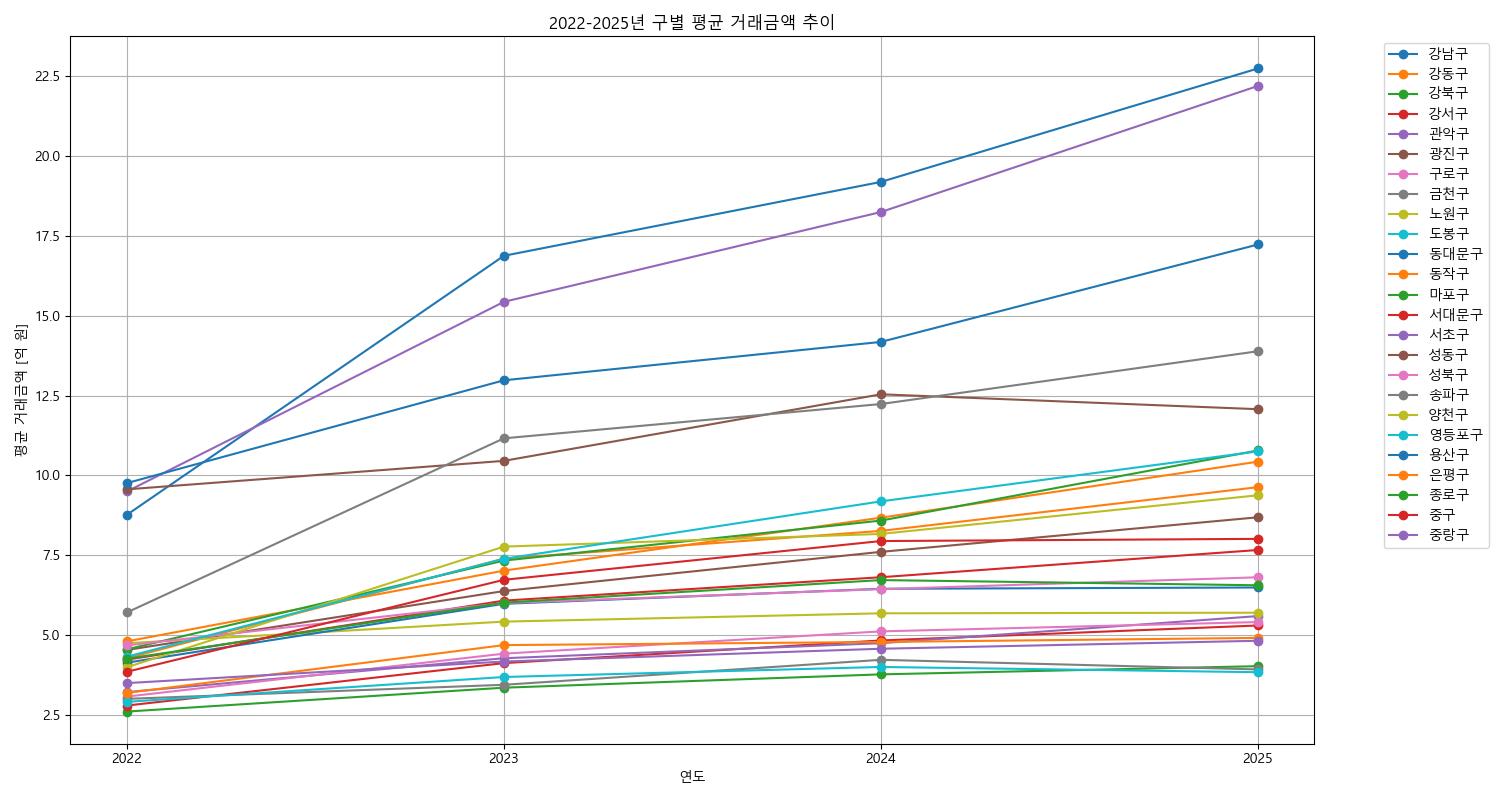 2022-2025년 구별 평균 거래금액 추이
평균 거래금액 [억 원]
22.5
20.0
17.5
15.0
12.5
10.0
7.5
5.0
2.5
2022
2023
2024
2025
연도
강남구
강동구
강북구
강서구
관악구
광진구
구로구
금천구
노원구
도봉구
동대문구
동작구
마포구
서대문구
서초구
성동구
성북구
송파구
양천구
영등포구
용산구
은평구
종로구
중구
중랑구